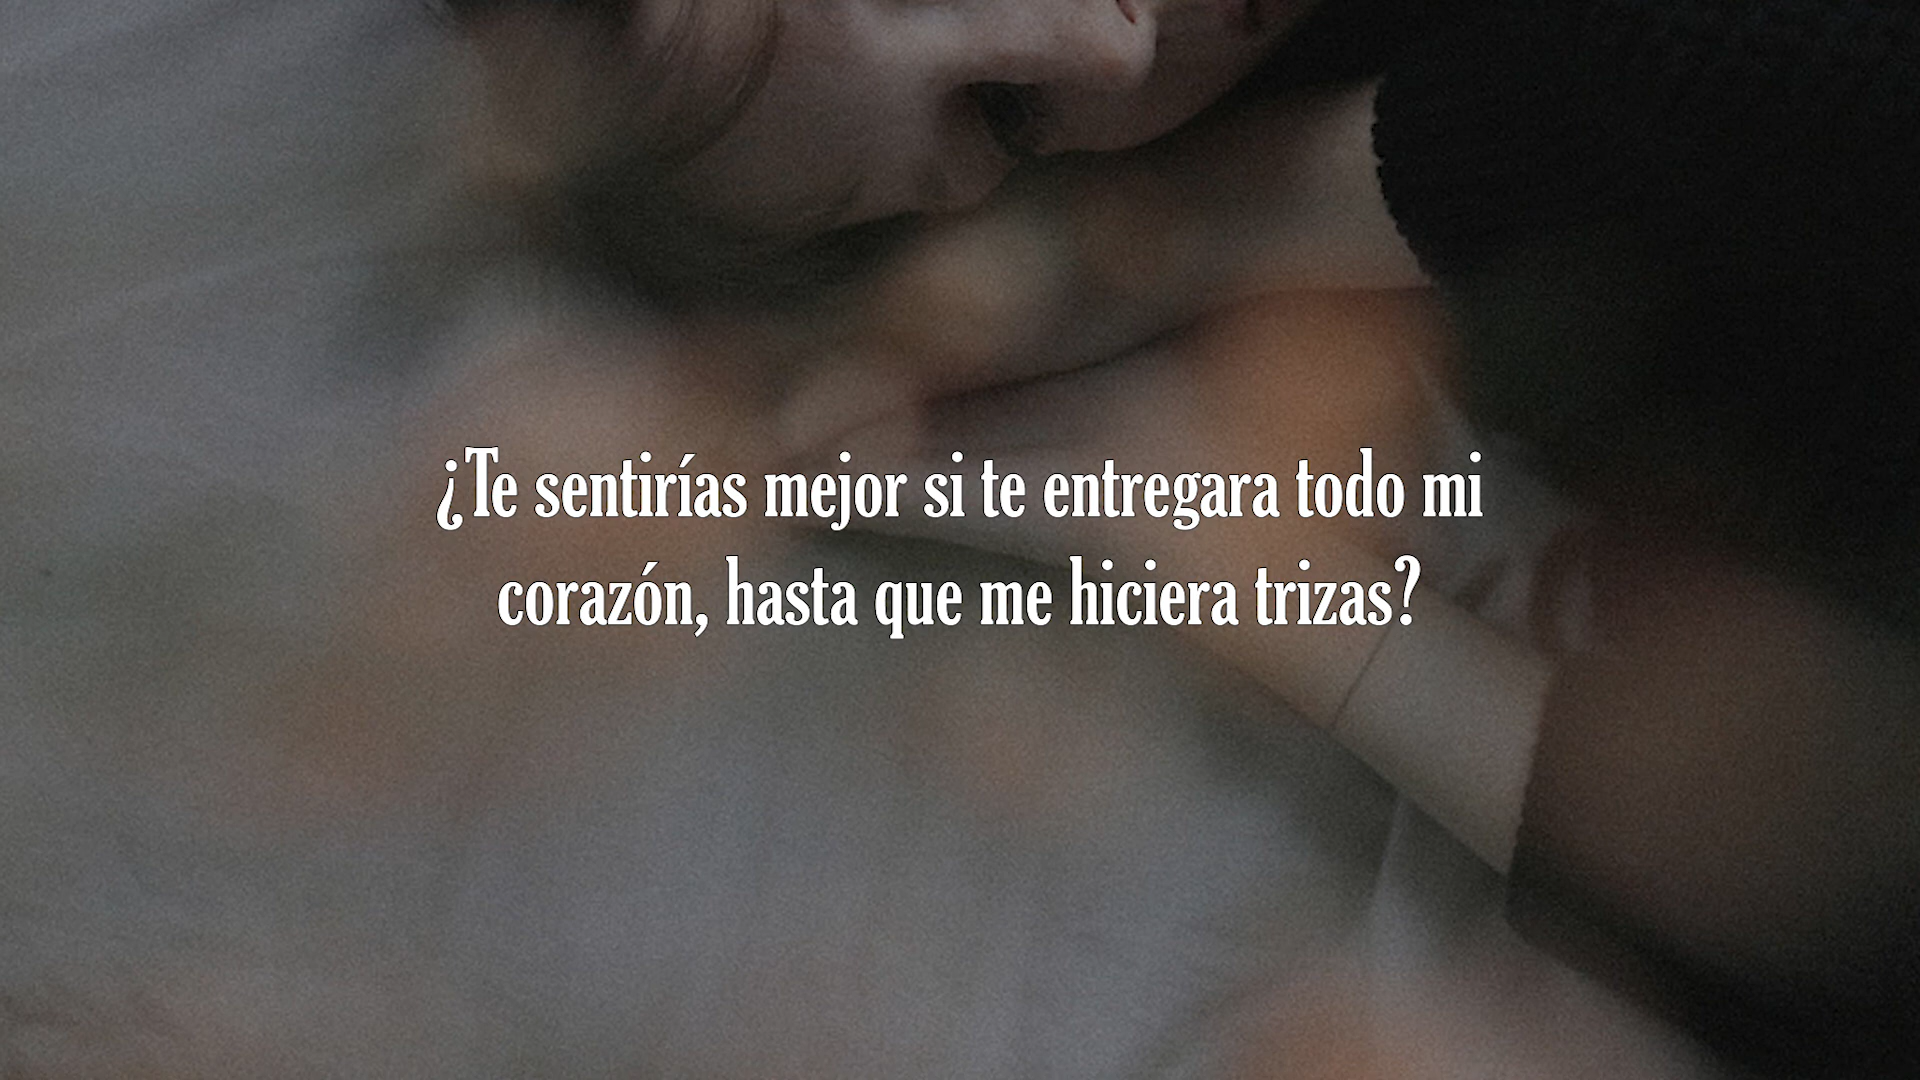 ¿Te sentirías mejor si te entregara todo mi
corazón, hasta que me hiciera trizas?